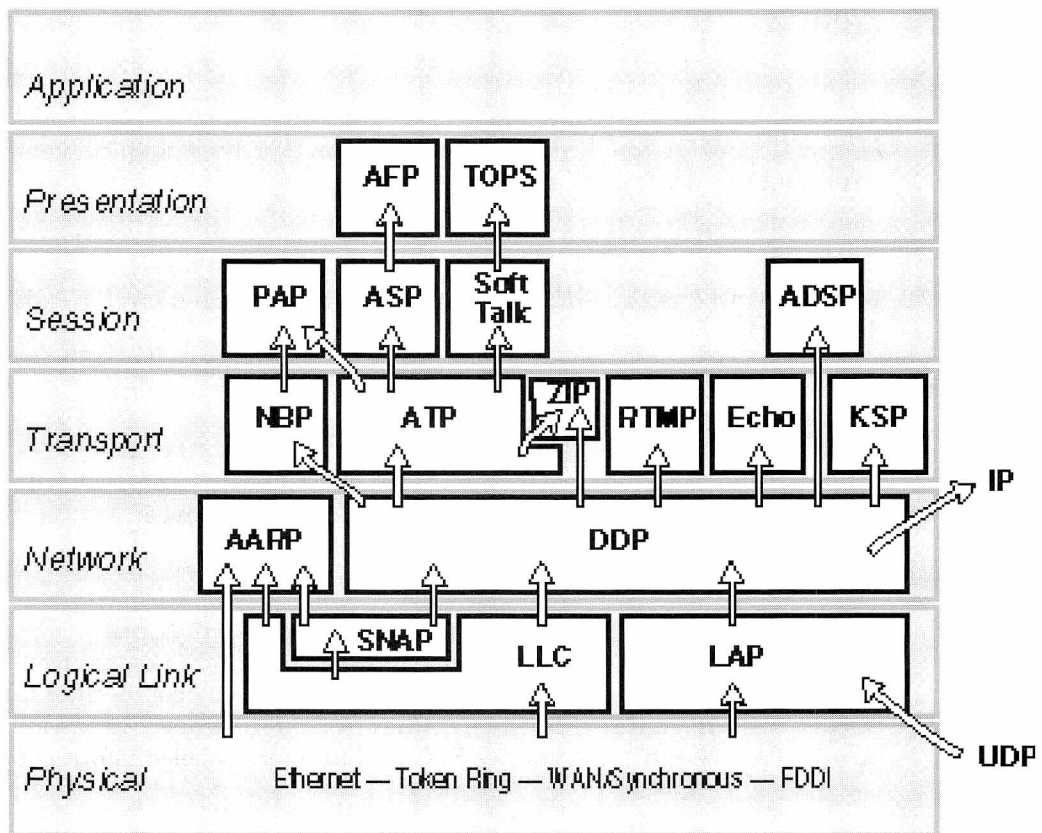 Application
Presentation
AFP
TOPS
Session
PAP
ASP
Soft
Talk
ADSP
Transport
NBP
ATP
ZIP
RTMP
Echo
KSP
IP
Network
AARP
DDP
Logical Link
SNAP
LLC
LAP
UDP
Physical
Ethernet — Token Ring — WAN/Synchronous — FDDI